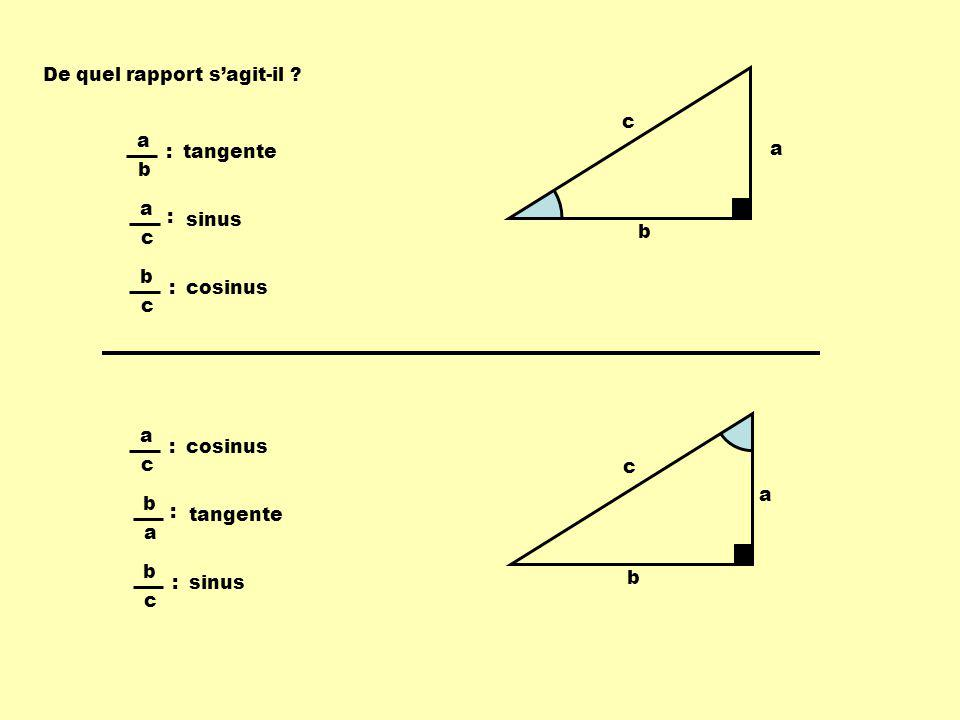 De quel rapport s’agit-il ?
a
b
: tangente
a
c
: sinus
b
c
: cosinus
c
a
b
a
c
: cosinus
b
a
: tangente
b
c
: sinus
c
a
b